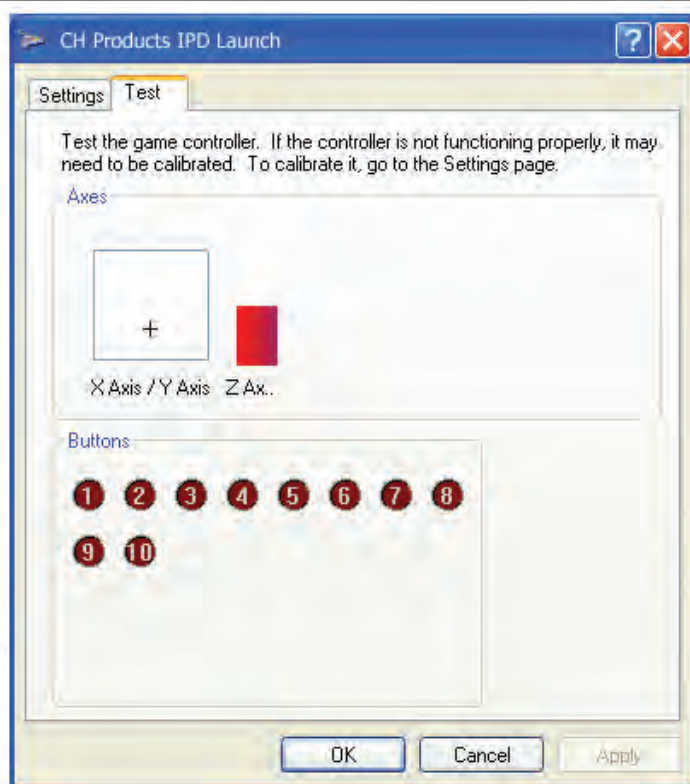 CH Products IPD Launch
Settings Test
Test the game controller. If the controller is not functioning properly, it may
need to be calibrated. To calibrate it, go to the Settings page.
Axes
X Axis / Y Axis Z Ax..
Buttons
1 2 3 4 5 6 7 8
9 10
OK Cancel Apply